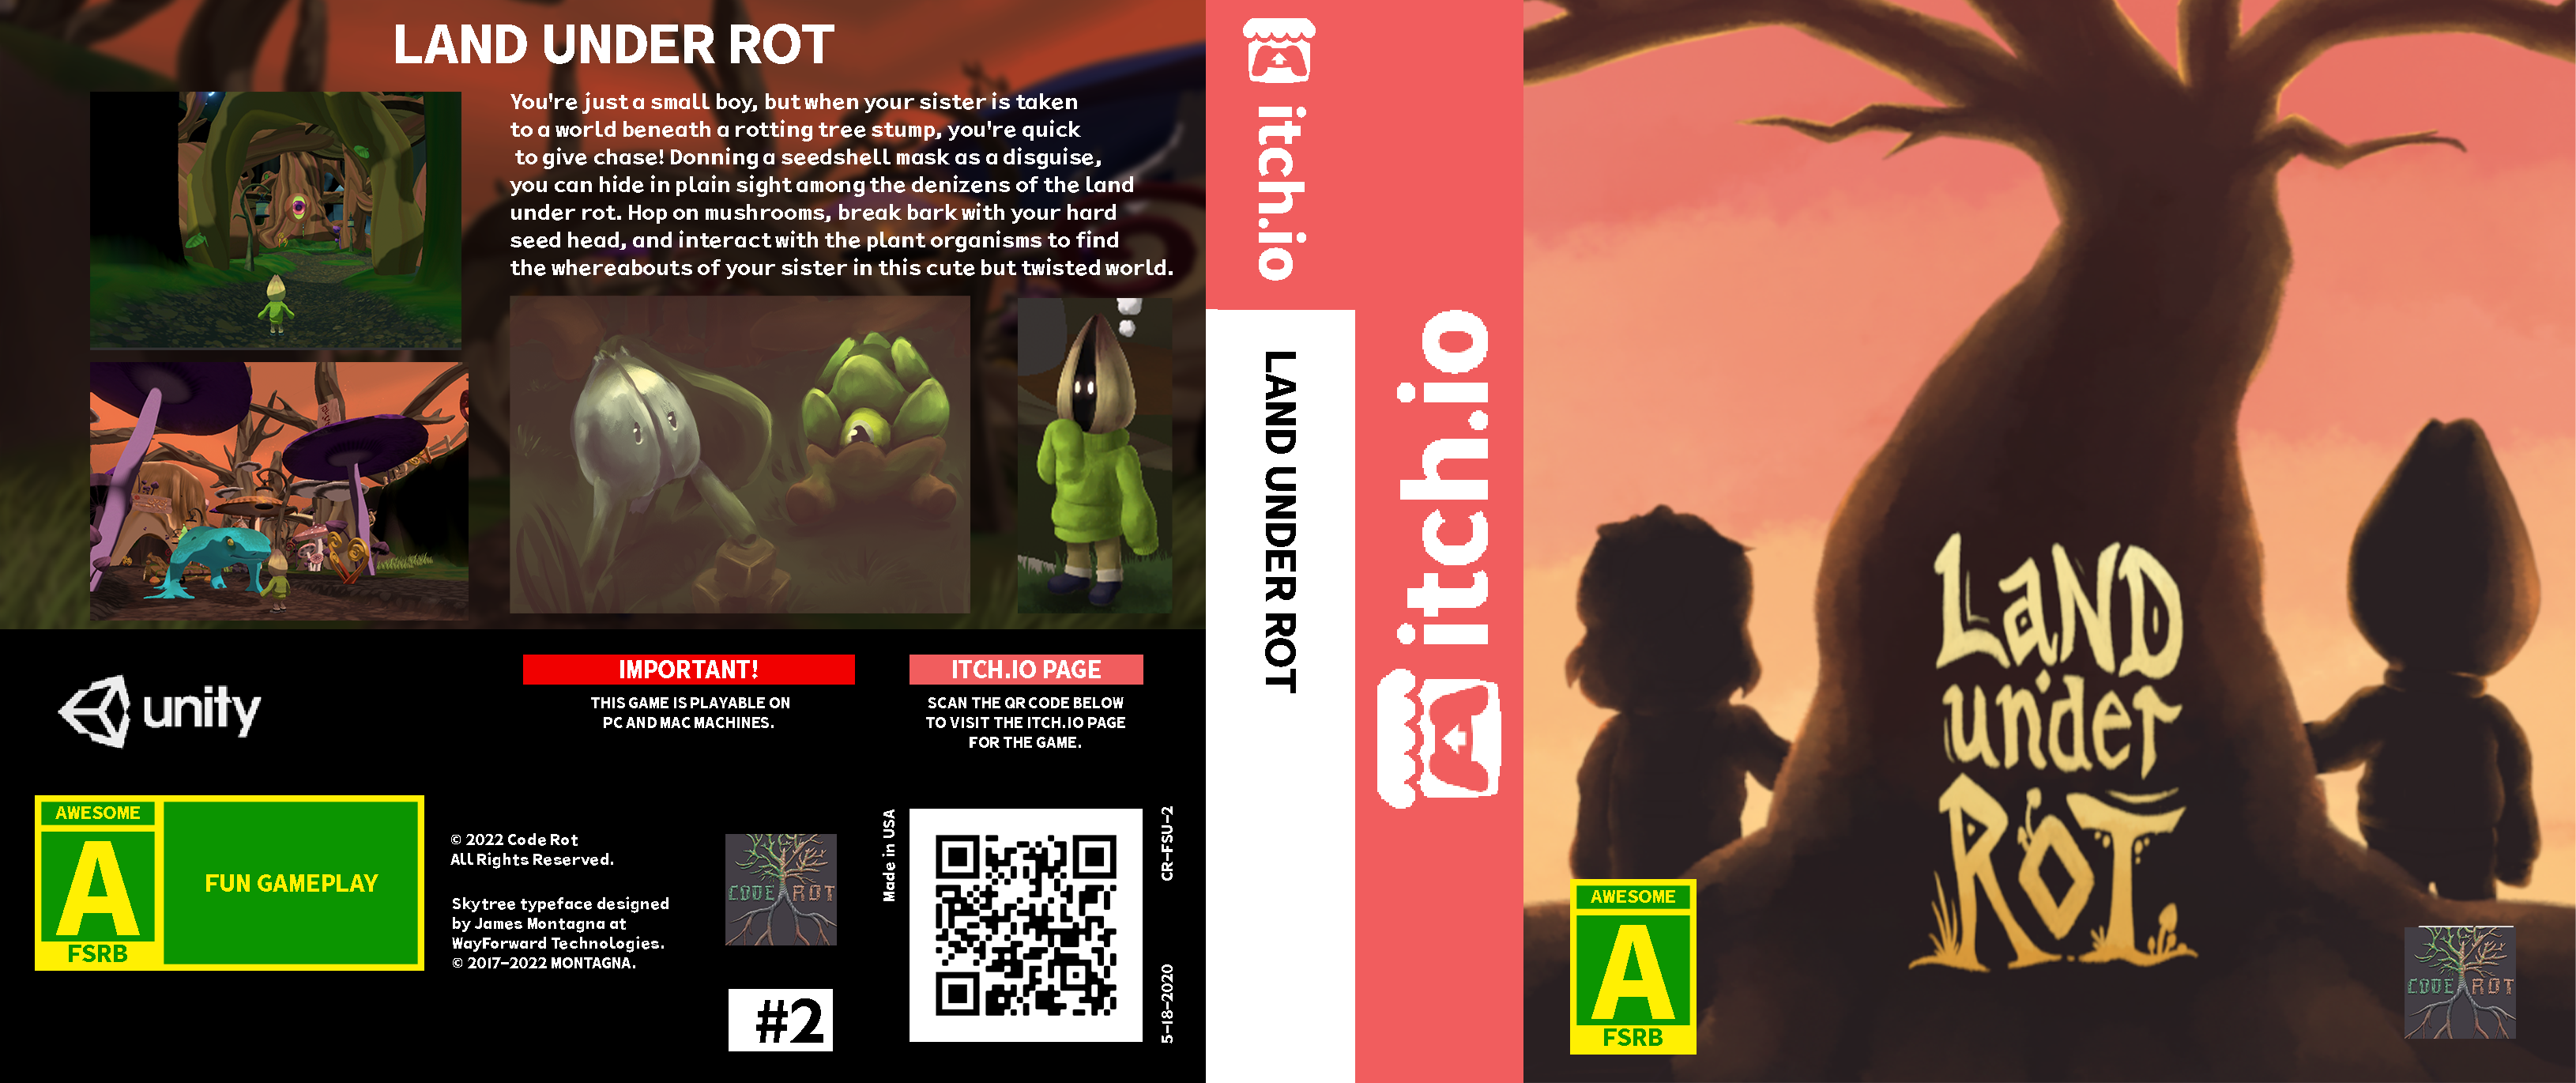 LAND UNDER ROT
You're just a small boy, but when your sister is taken
to a world beneath a rotting tree stump, you're quick
to give chase! Donning a seedshell mask as a disguise,
you can hide in plain sight among the denizens of the land
under rot. Hop on mushrooms, break bark with your hard
seed head, and interact with the plant organisms to find
the whereabouts of your sister in this cute but twisted world.
unity
IMPORTANT!
THIS GAME IS PLAYABLE ON
PC AND MAC MACHINES.
ITCH.IO PAGE
SCAN THE QR CODE BELOW
TO VISIT THE ITCH.IO PAGE
FOR THE GAME.
AWESOME
A
FSRB
FUN GAMEPLAY
© 2022 Code Rot
All Rights Reserved.
Skytree typeface designed
by James Montagna at
WayForward Technologies.
© 2017-2022 MONTAGNA.
CODE ROT
#2
Made in USA
CR-FSU-2
5-18-2020
itch.io
LAND UNDER ROT
itch.io
LaND
under
ROT
AWESOME
A
FSRB
CODE ROT